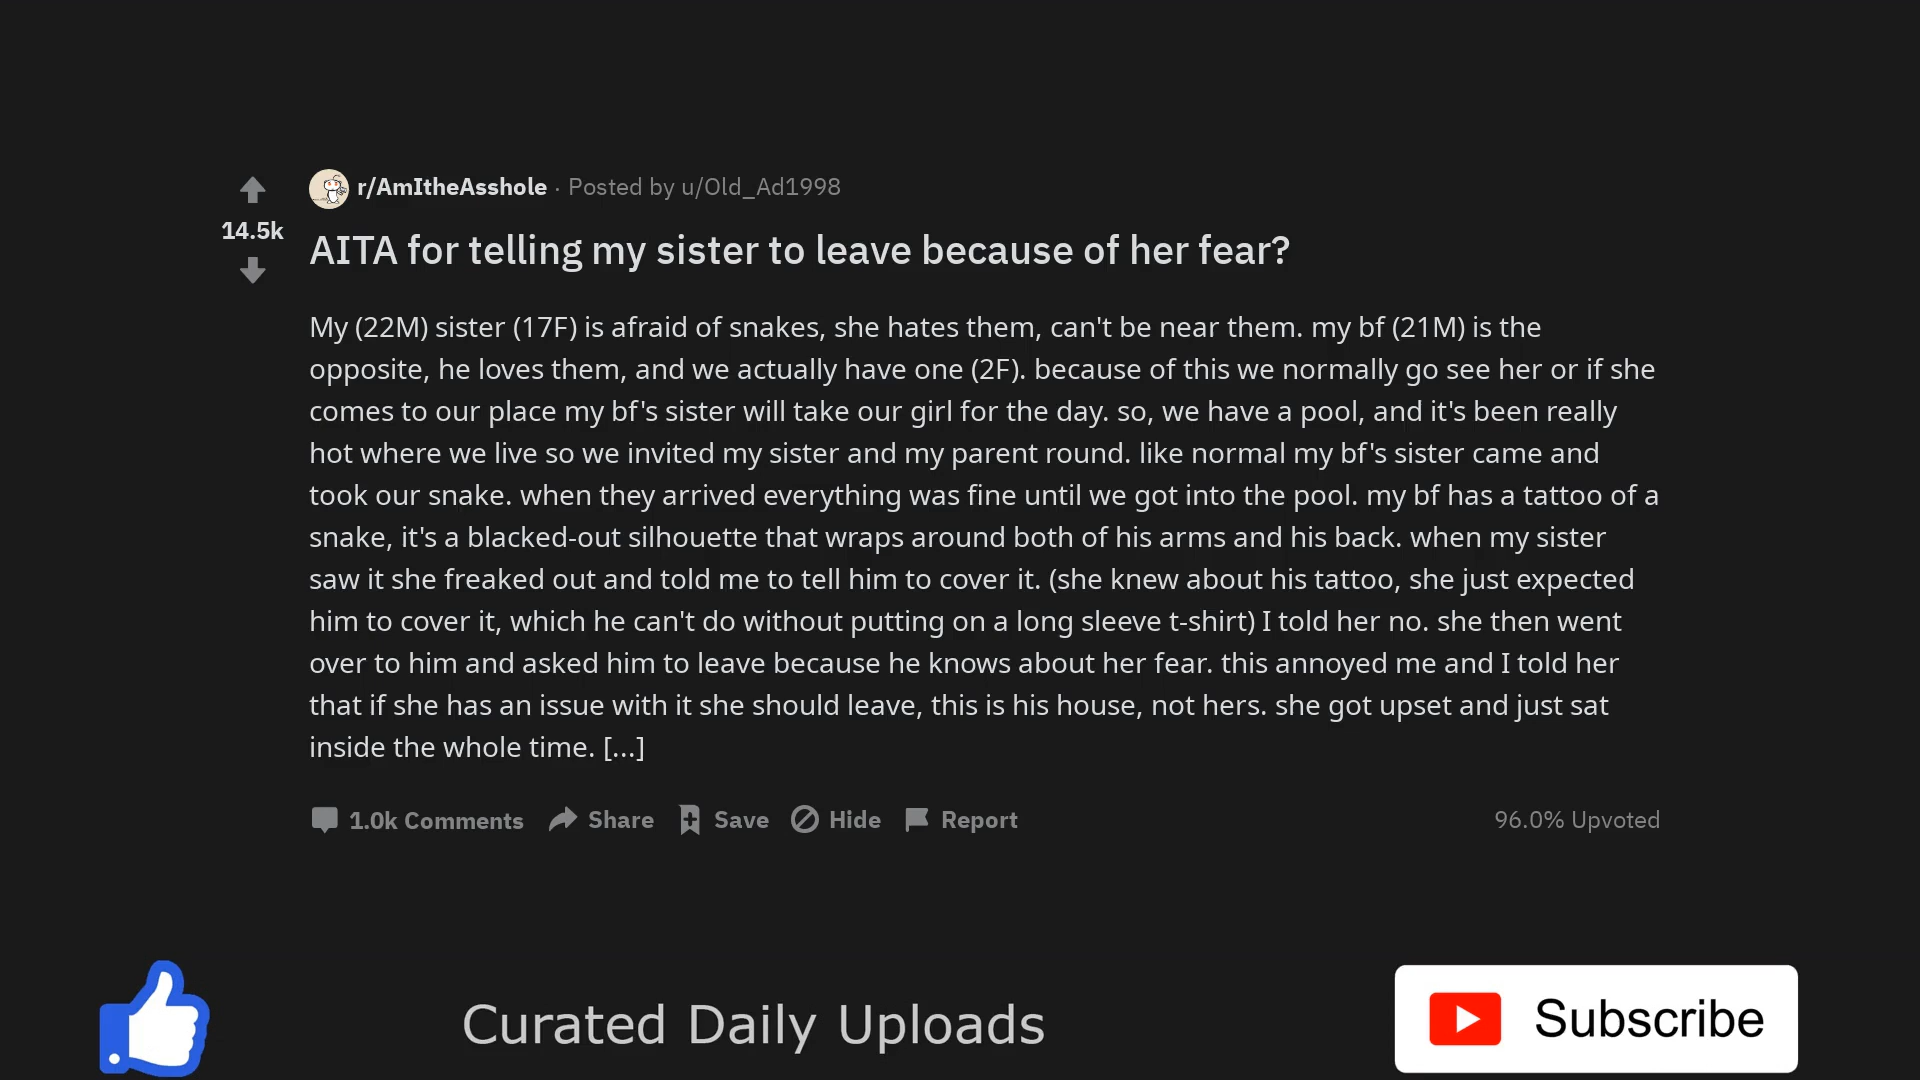 r/AmItheAsshole · Posted by u/Old_Ad1998
14.5k
AITA for telling my sister to leave because of her fear?
My (22M) sister (17F) is afraid of snakes, she hates them, can't be near them. my bf (21M) is the
opposite, he loves them, and we actually have one (2F). because of this we normally go see her or if she
comes to our place my bf's sister will take our girl for the day. so, we have a pool, and it's been really
hot where we live so we invited my sister and my parent round. like normal my bf's sister came and
took our snake. when they arrived everything was fine until we got into the pool. my bf has a tattoo of a
snake, it's a blacked-out silhouette that wraps around both of his arms and his back. when my sister
saw it she freaked out and told me to tell him to cover it. (she knew about his tattoo, she just expected
him to cover it, which he can't do without putting on a long sleeve t-shirt) I told her no. she then went
over to him and asked him to leave because he knows about her fear. this annoyed me and I told her
that if she has an issue with it she should leave, this is his house, not hers. she got upset and just sat
inside the whole time. [...]
1.0k Comments Share Save Hide Report 96.0% Upvoted
Curated Daily Uploads
Subscribe